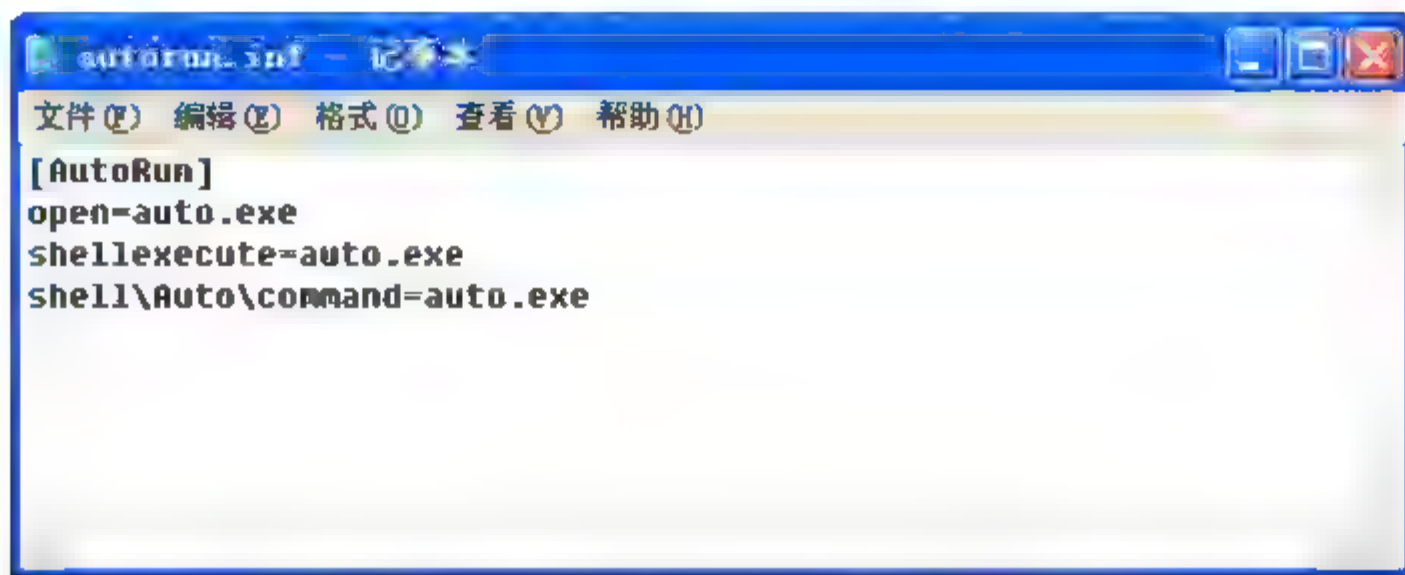 autorun.inf - 记事本
文件(F) 编辑(E) 格式(O) 查看(V) 帮助(H)
[AutoRun]
open=auto.exe
shellexecute=auto.exe
shell\Auto\command=auto.exe